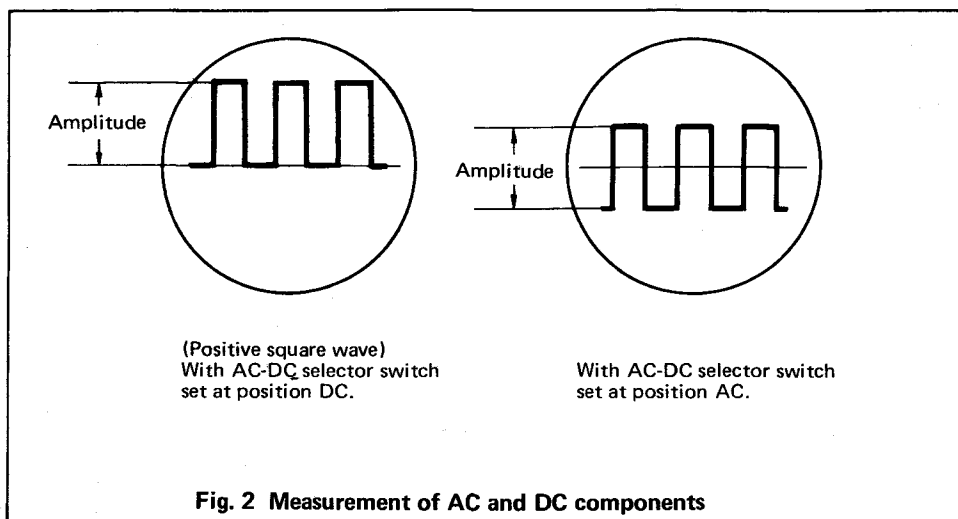 Amplitude
Amplitude
(Positive square wave)
With AC-DC selector switch
set at position DC.
With AC-DC selector switch
set at position AC.
Fig. 2 Measurement of AC and DC components